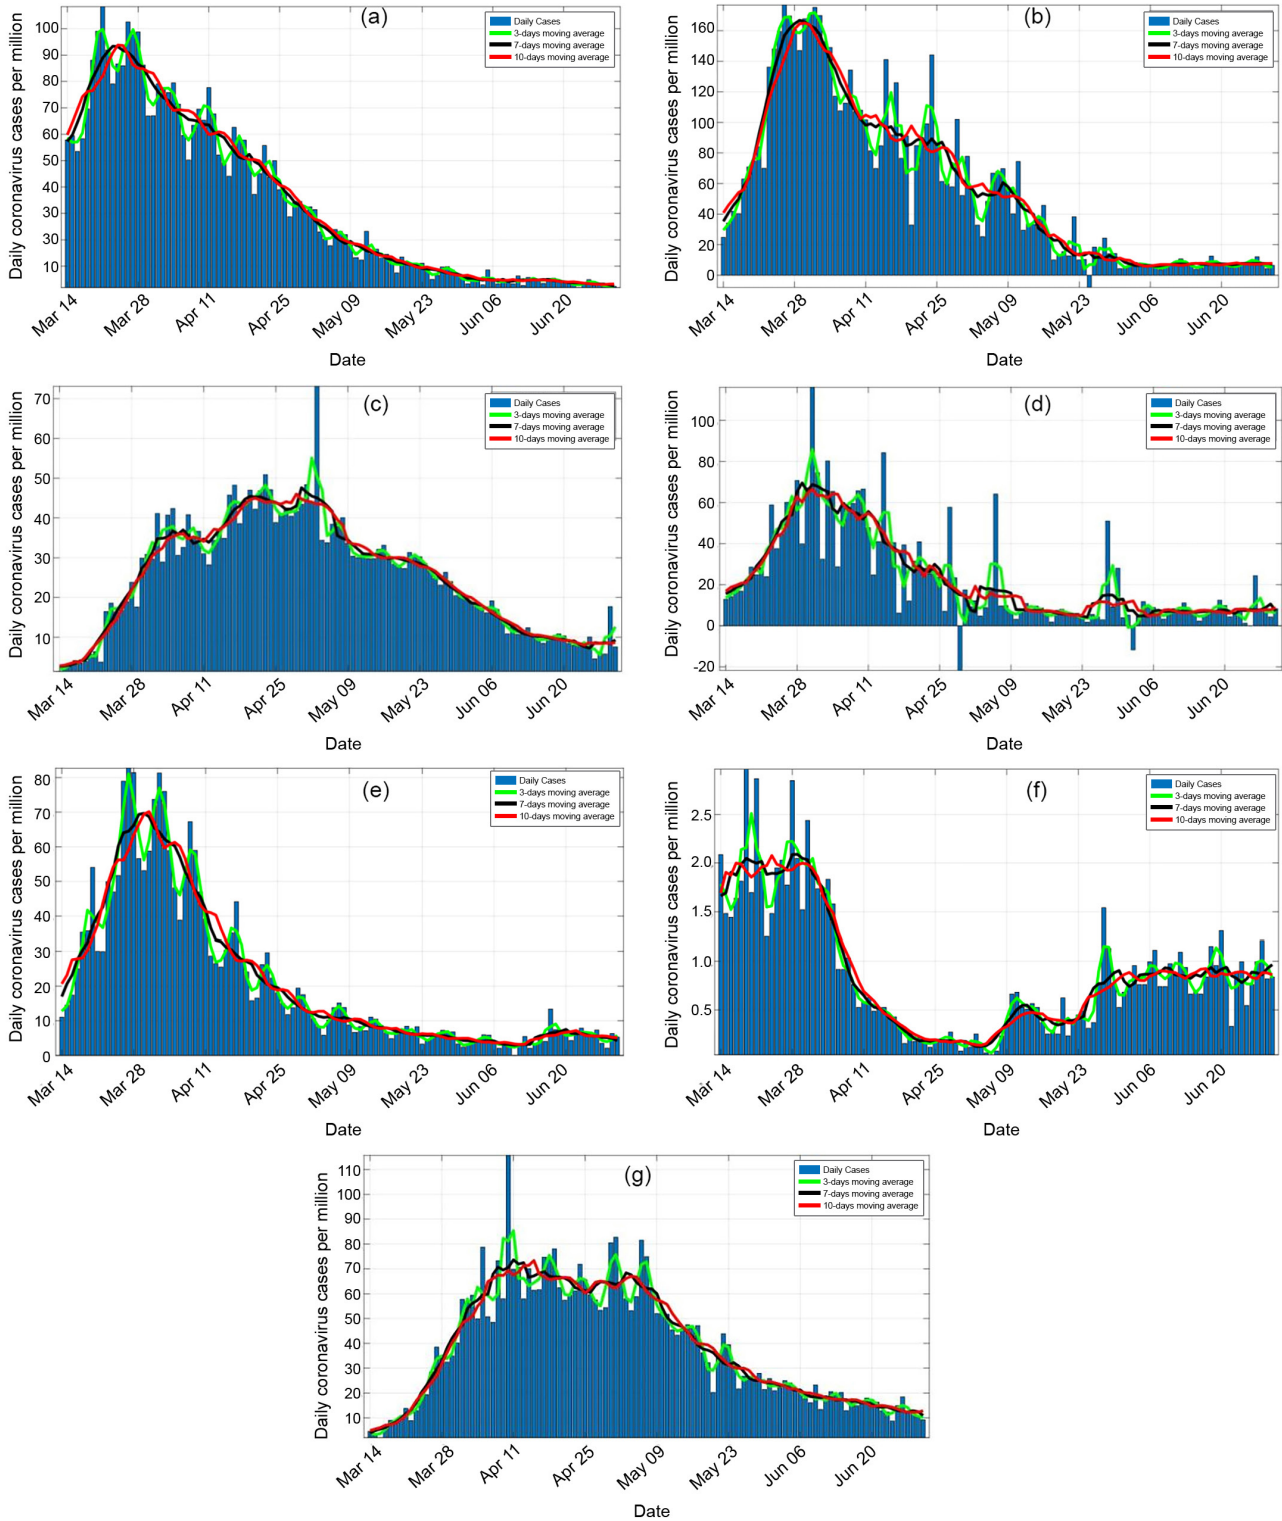 (a)
Daily coronavirus cases per million
100
90
80
70
60
50
40
30
30
10
Daily Cases
3-days moving average
7-days moving average
10-days moving average
Mar 14
Mar 28
Apr 11
Apr 25
May 09
May 23
Jun 06
Jun 20
Date
(b)
Daily coronavirus cases per million
160
140
120
100
80
60
40
20
0
Daily Cases
3-days moving average
7-days moving average
10-days moving average
Mar 14
Mar 28
Apr 11
Apr 25
May 09
May 23
Jun 06
Jun 20
Date
(c)
Daily coronavirus cases per million
70
60
50
40
30
20
10
Daily Cases
3-days moving average
7-days moving average
10-days moving average
Mar 14
Mar 28
Apr 11
Apr 25
May 09
May 23
Jun 06
Jun 20
Date
(d)
Daily coronavirus cases per million
100
80
60
40
20
0
-20
Daily Cases
3-days moving average
7-days moving average
10-days moving average
Mar 14
Mar 28
Apr 11
Apr 25
May 09
May 23
Jun 06
Jun 20
Date
(e)
Daily coronavirus cases per million
80
70
60
50
40
30
20
10
0
Daily Cases
3-days moving average
7-days moving average
10-days moving average
Mar 14
Mar 28
Apr 11
Apr 25
May 09
May 23
Jun 06
Jun 20
Date
(f)
Daily coronavirus cases per million
2.5
2.0
1.5
1.0
0.5
Daily Cases
3-days moving average
7-days moving average
10-days moving average
Mar 14
Mar 28
Apr 11
Apr 25
May 09
May 23
Jun 06
Jun 20
Date
(g)
Daily coronavirus cases per million
110
100
90
80
70
60
50
40
30
20
10
Daily Cases
3-days moving average
7-days moving average
10-days moving average
Mar 14
Mar 28
Apr 11
Apr 25
May 09
May 23
Jun 06
Jun 20
Date